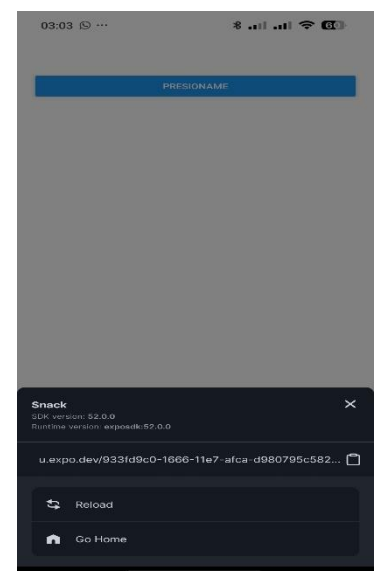 03:03 ··· 60
PRESIONAME
Snack
SDK version: 52.0.0
Runtime version: exposdk:52.0.0
u.expo.dev/933fd9c0-1666-11e7-afca-d980795c582...
Reload
Go Home